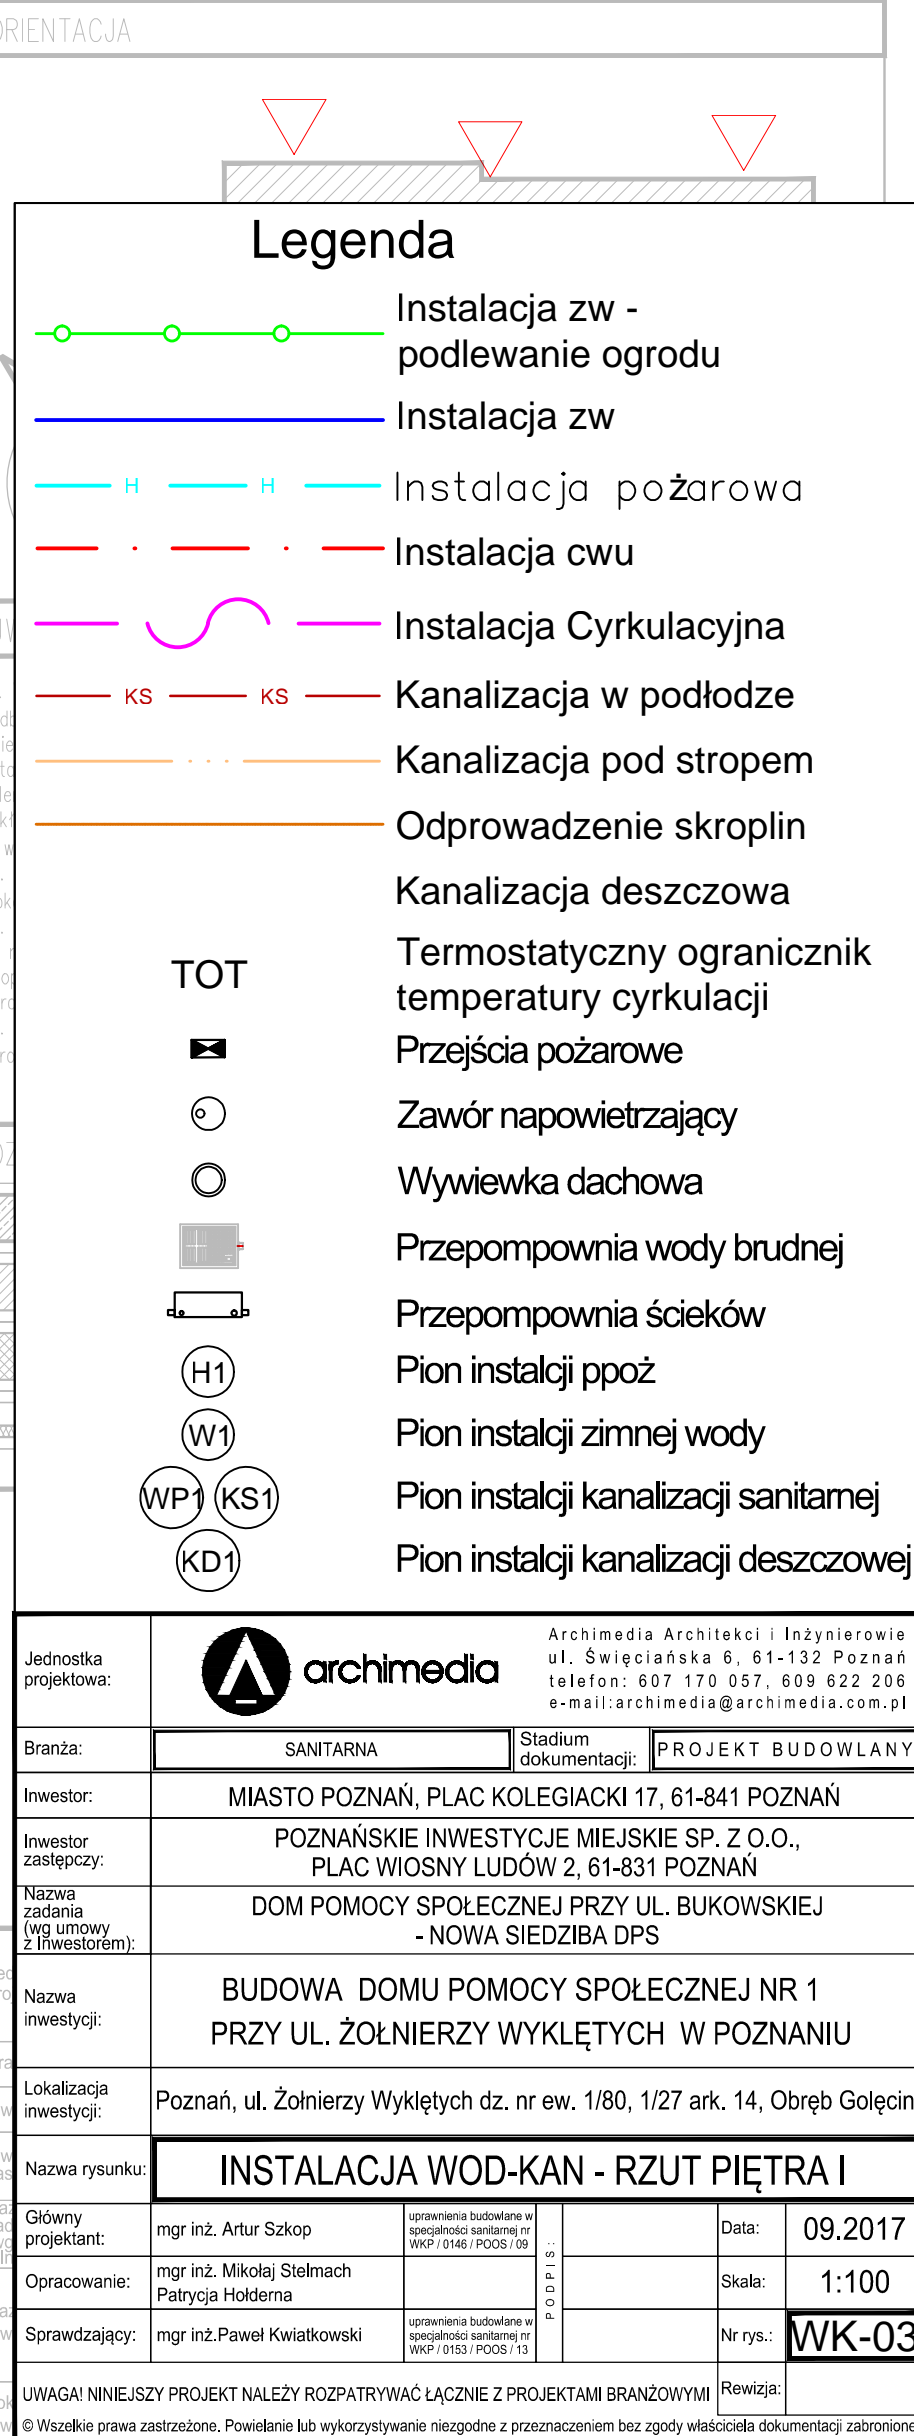 ORIENTACJA
Legenda
Instalacja zw -
podlewanie ogrodu
Instalacja zw
H H Instalacja pożarowa
Instalacja cwu
Instalacja Cyrkulacyjna
KS KS Kanalizacja w podłodze
Kanalizacja pod stropem
Odprowadzenie skroplin
Kanalizacja deszczowa
TOT Termostatyczny ogranicznik
temperatury cyrkulacji
Przejścia pożarowe
Zawór napowietrzający
Wywiewka dachowa
Przepompownia wody brudnej
Przepompownia ścieków
H1 Pion instalcji ppoż
W1 Pion instalcji zimnej wody
WP1 KS1 Pion instalcji kanalizacji sanitarnej
KD1 Pion instalcji kanalizacji deszczowej
Jednostka
projektowa:
archimedia
Archimedia Architekci i Inżynierowie
ul. Święciańska 6, 61-132 Poznań
telefon: 607 170 057, 609 622 206
e-mail:archimedia@archimedia.com.pl
Branża: SANITARNA
Stadium
dokumentacji:
PROJEKT BUDOWLANY
Inwestor: MIASTO POZNAŃ, PLAC KOLEGIACKI 17, 61-841 POZNAŃ
Inwestor
zastępczy:
POZNAŃSKIE INWESTYCJE MIEJSKIE SP. Z O.O.,
PLAC WIOSNY LUDÓW 2, 61-831 POZNAŃ
Nazwa
zadania
(wg umowy
z Inwestorem):
DOM POMOCY SPOŁECZNEJ PRZY UL. BUKOWSKIEJ
- NOWA SIEDZIBA DPS
Nazwa
inwestycji:
BUDOWA DOMU POMOCY SPOŁECZNEJ NR 1
PRZY UL. ŻOŁNIERZY WYKLĘTYCH W POZNANIU
Lokalizacja
inwestycji:
Poznań, ul. Żołnierzy Wyklętych dz. nr ew. 1/80, 1/27 ark. 14, Obręb Golęcin
Nazwa rysunku: INSTALACJA WOD-KAN - RZUT PIĘTRA I
Główny
projektant:
mgr inż. Artur Szkop
uprawnienia budowlane w
specjalności sanitarnej nr
WKP / 0146 / POOS / 09
PODPIS:
Data: 09.2017
Opracowanie:
mgr inż. Mikołaj Stelmach
Patrycja Hołderna
Skala: 1:100
Sprawdzający: mgr inż.Paweł Kwiatkowski
uprawnienia budowlane w
specjalności sanitarnej nr
WKP / 0153 / POOS / 13
Nr rys.: WK-03
UWAGA! NINIEJSZY PROJEKT NALEŻY ROZPATRYWAĆ ŁĄCZNIE Z PROJEKTAMI BRANŻOWYMI
Rewizja:
© Wszelkie prawa zastrzeżone. Powielanie lub wykorzystywanie niezgodne z przeznaczeniem bez zgody właściciela dokumentacji zabronione